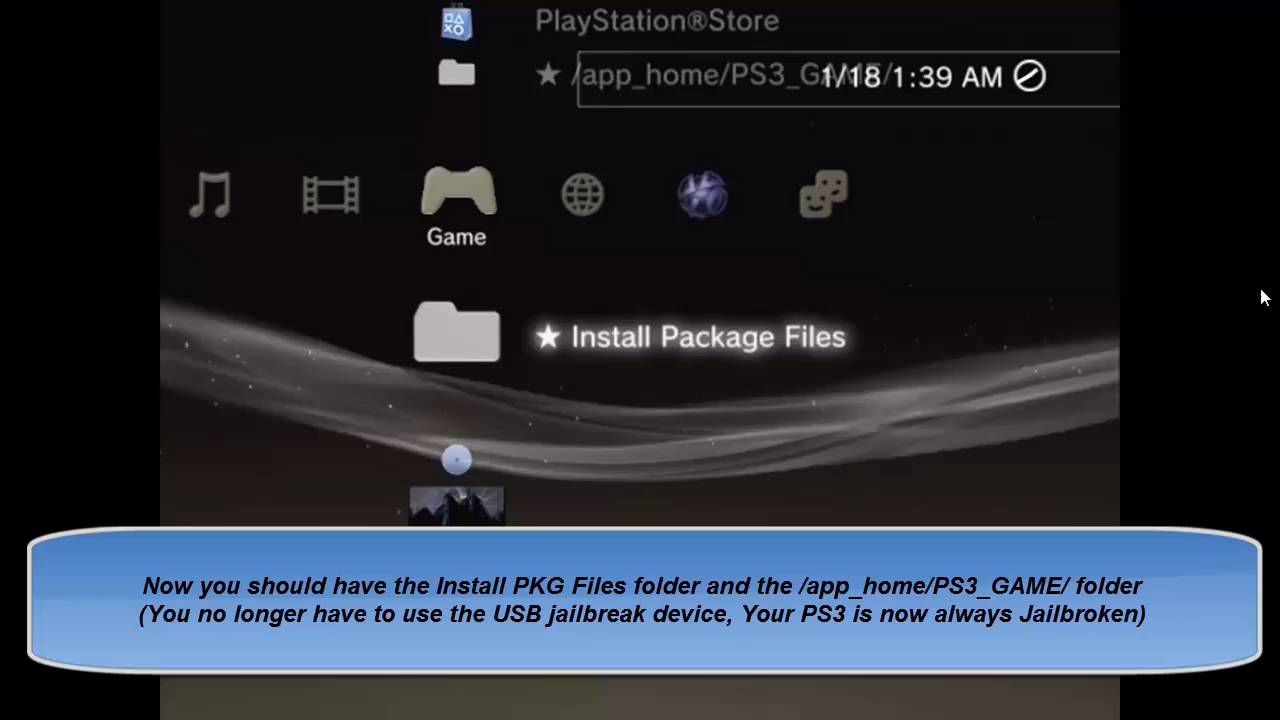 PlayStation®Store
★ /app_home/PS3_GAME/
1/18 1:39 AM
Game
★ Install Package Files
Now you should have the Install PKG Files folder and the /app_home/PS3_GAME/ folder
(You no longer have to use the USB jailbreak device, Your PS3 is now always Jailbroken)